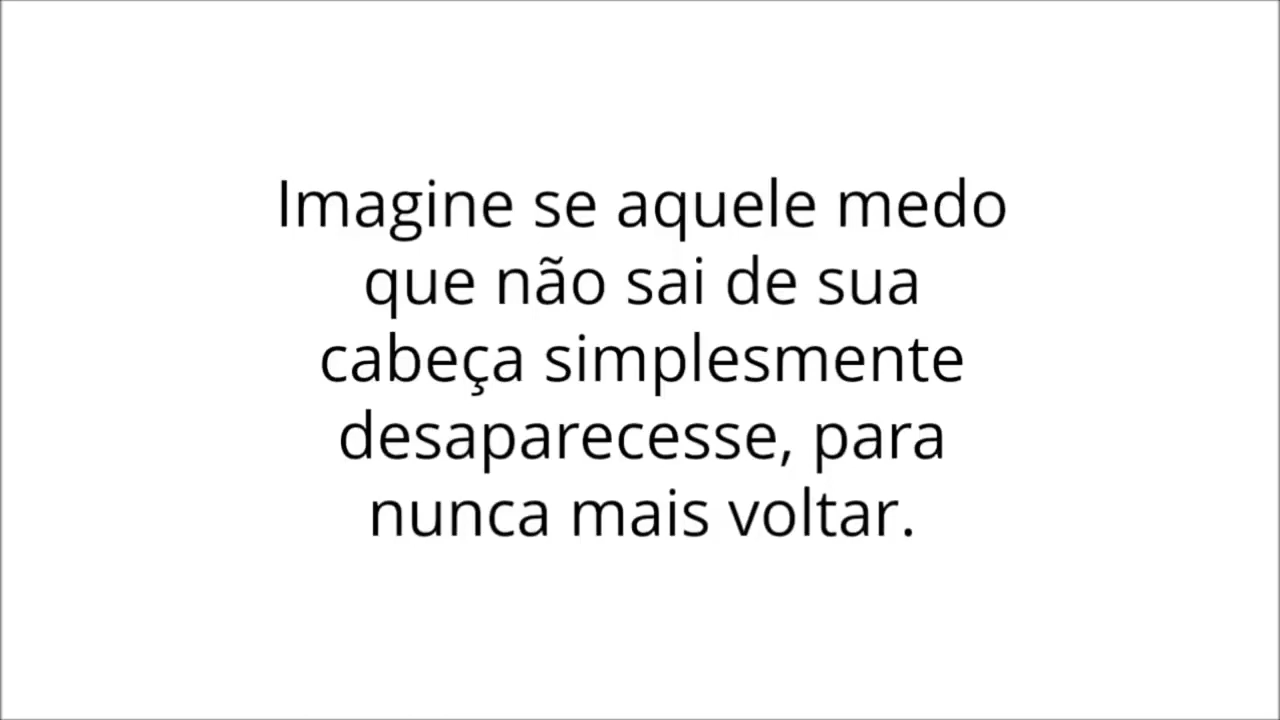 Imagine se aquele medo
que não sai de sua
cabeça simplesmente
desaparecesse, para
nunca mais voltar.